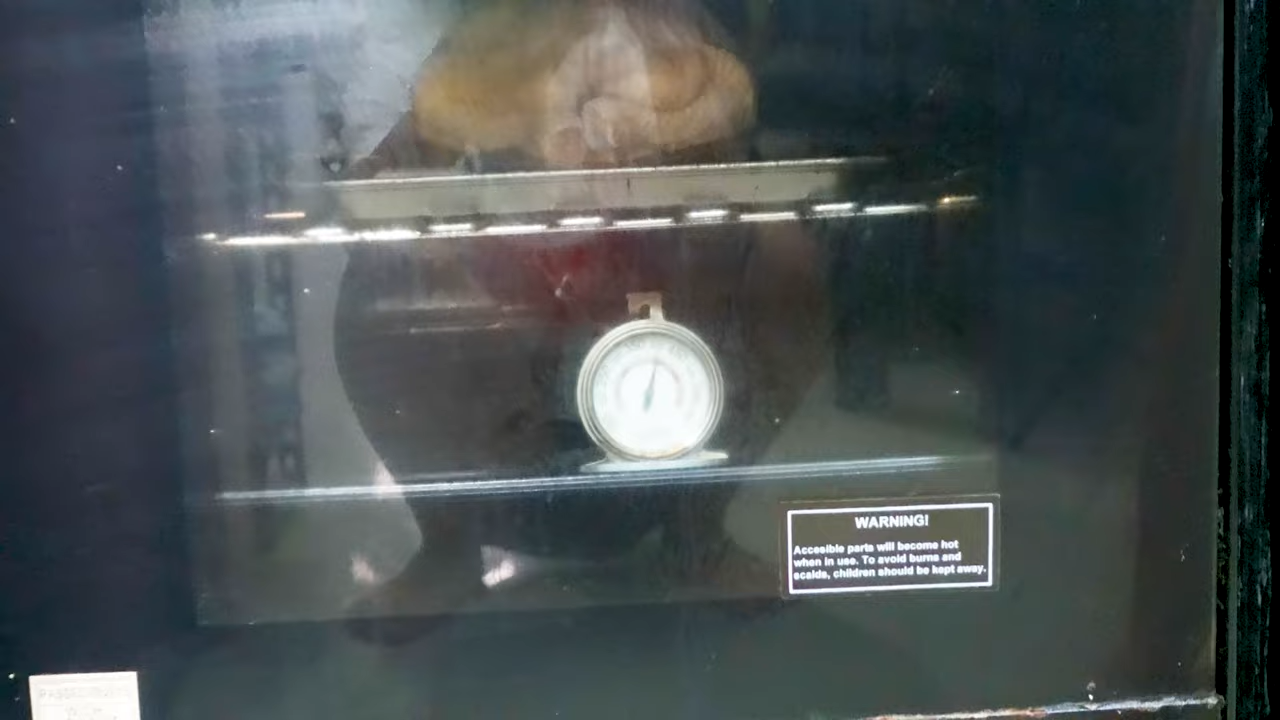 WARNING!
Accesible parts will become hot
when in use. To avoid burns and
scalds, children should be kept away.